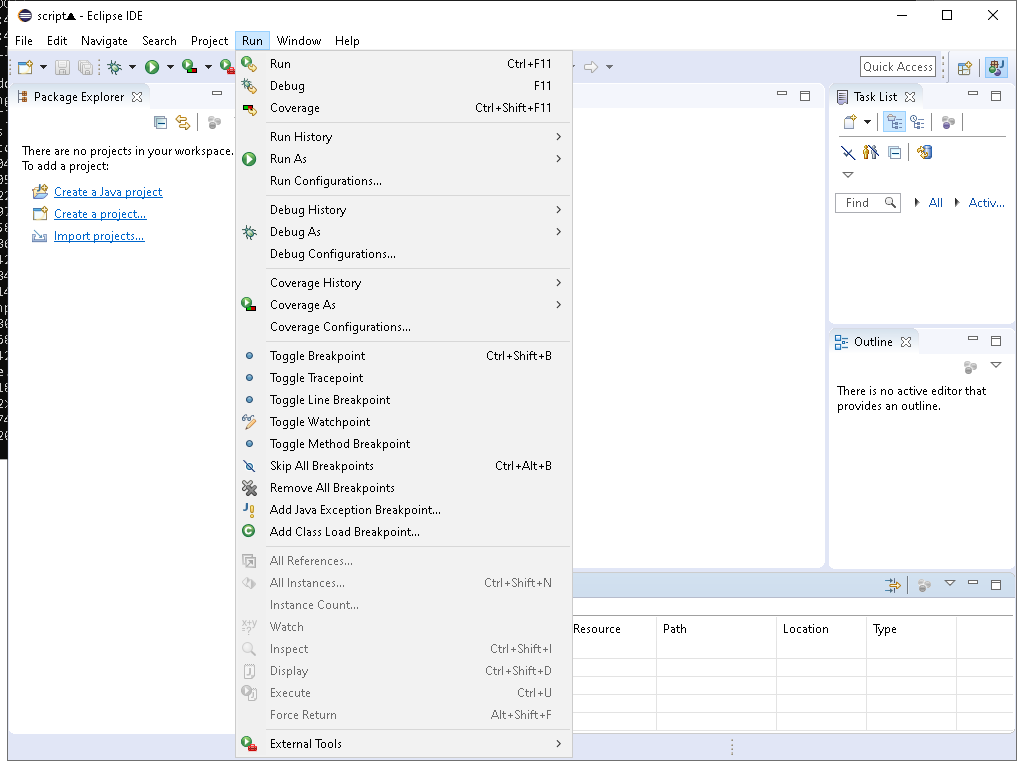 script▲ - Eclipse IDE
File Edit Navigate Search Project Run Window Help
Quick Access
Package Explorer
There are no projects in your workspace.
To add a project:
Create a Java project
Create a project...
Import projects...
Run Ctrl+F11
Debug F11
Coverage Ctrl+Shift+F11
Run History
Run As
Run Configurations...
Debug History
Debug As
Debug Configurations...
Coverage History
Coverage As
Coverage Configurations...
Toggle Breakpoint Ctrl+Shift+B
Toggle Tracepoint
Toggle Line Breakpoint
Toggle Watchpoint
Toggle Method Breakpoint
Skip All Breakpoints Ctrl+Alt+B
Remove All Breakpoints
Add Java Exception Breakpoint...
Add Class Load Breakpoint...
All References...
All Instances... Ctrl+Shift+N
Instance Count...
Watch
Inspect Ctrl+Shift+I
Display Ctrl+Shift+D
Execute Ctrl+U
Force Return Alt+Shift+F
External Tools
Task List
Find All Activ...
Outline
There is no active editor that
provides an outline.
Resource Path Location Type